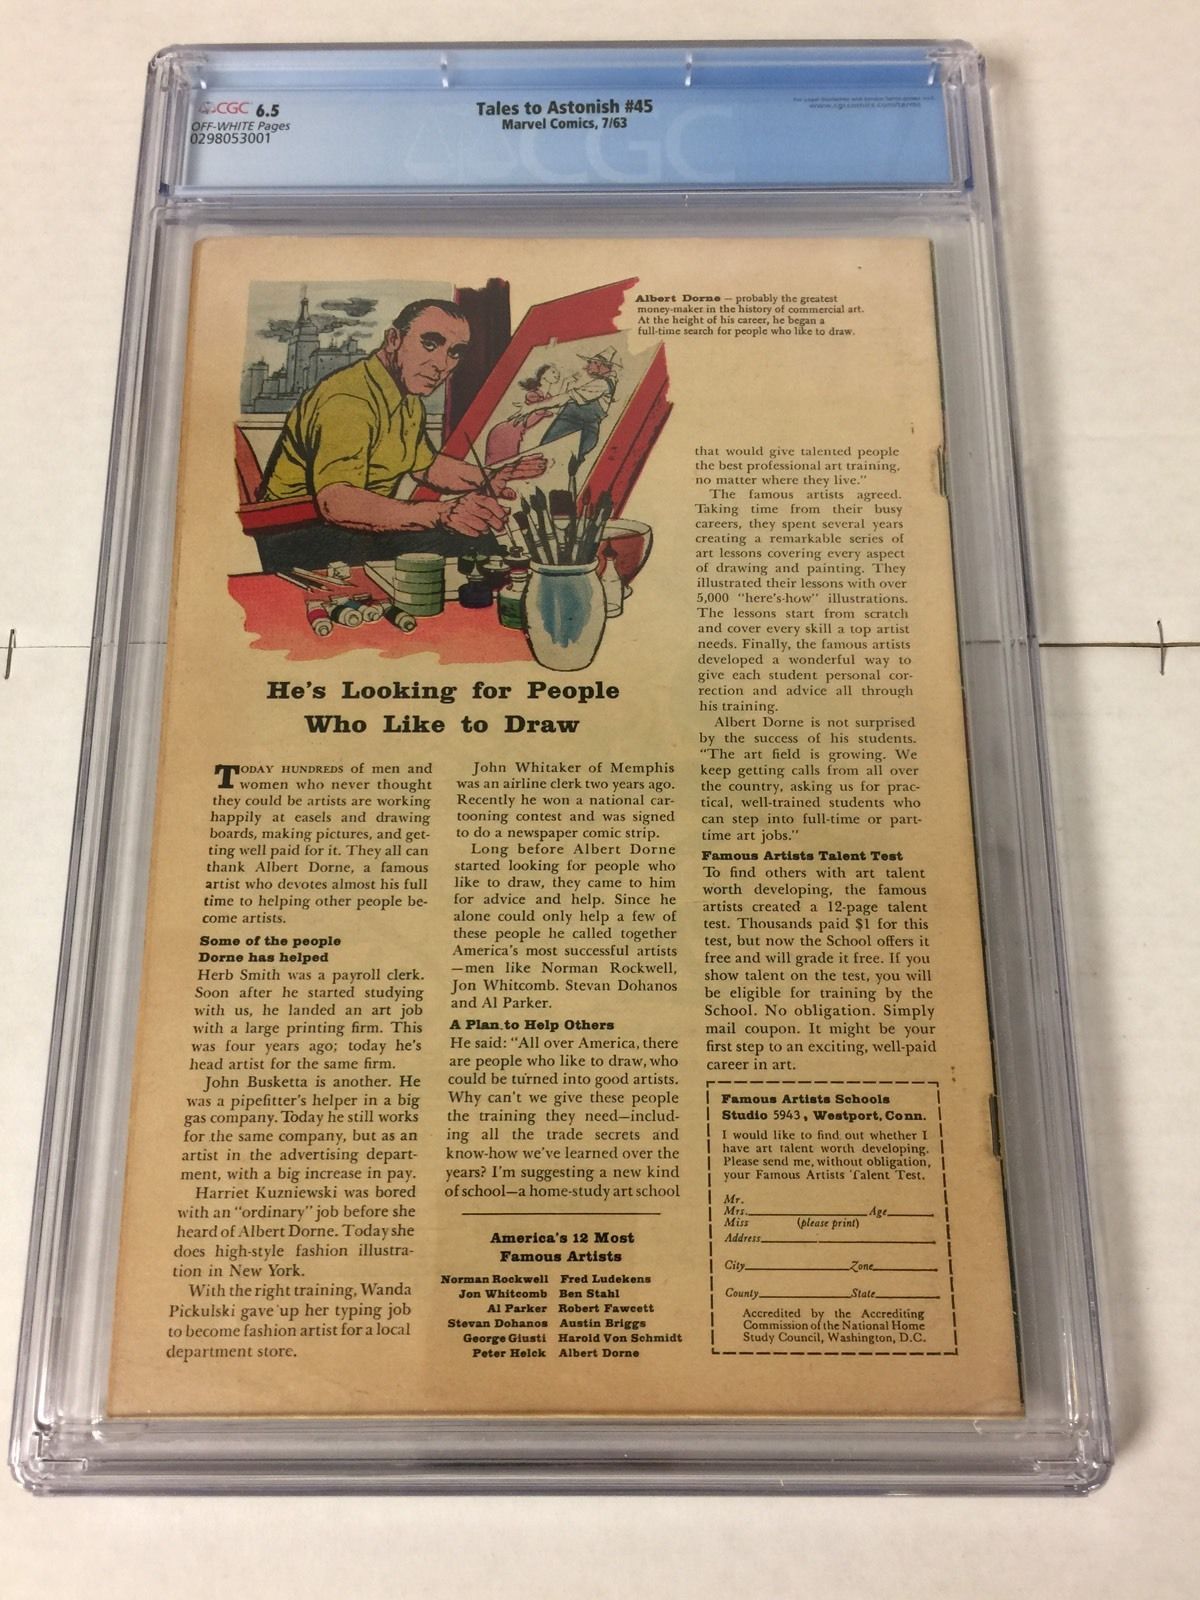 CGC 6.5
OFF-WHITE Pages
0298053001
Tales to Astonish #45
Marvel Comics, 7/63
www.cgccomics.com/terms
CGC
Albert Dorne — probably the greatest
money-maker in the history of commercial art.
At the height of his career, he began a
full-time search for people who like to draw.
He's Looking for People
Who Like to Draw
TODAY HUNDREDS of men and
women who never thought
they could be artists are working
happily at easels and drawing
boards, making pictures, and get-
ting well paid for it. They all can
thank Albert Dorne, a famous
artist who devotes almost his full
time to helping other people be-
come artists.
Some of the people
Dorne has helped
Herb Smith was a payroll clerk.
Soon after he started studying
with us, he landed an art job
with a large printing firm. This
was four years ago; today he's
head artist for the same firm.
John Busketta is another. He
was a pipefitter's helper in a big
gas company. Today he still works
for the same company, but as an
artist in the advertising depart-
ment, with a big increase in pay.
Harriet Kuzniewski was bored
with an "ordinary" job before she
heard of Albert Dorne. Today she
does high-style fashion illustra-
tion in New York.
With the right training, Wanda
Pickulski gave up her typing job
to become fashion artist for a local
department store.
John Whitaker of Memphis
was an airline clerk two years ago.
Recently he won a national car-
tooning contest and was signed
to do a newspaper comic strip.
Long before Albert Dorne
started looking for people who
like to draw, they came to him
for advice and help. Since he
alone could only help a few of
these people he called together
America's most successful artists
—men like Norman Rockwell,
Jon Whitcomb. Stevan Dohanos
and Al Parker.
A Plan to Help Others
He said: "All over America, there
are people who like to draw, who
could be turned into good artists.
Why can't we give these people
the training they need—includ-
ing all the trade secrets and
know-how we've learned over the
years? I'm suggesting a new kind
of school—a home-study art school
America's 12 Most
Famous Artists
Norman Rockwell Fred Ludekens
Jon Whitcomb Ben Stahl
Al Parker Robert Fawcett
Stevan Dohanos Austin Briggs
George Giusti Harold Von Schmidt
Peter Helck Albert Dorne
that would give talented people
the best professional art training,
no matter where they live."
The famous artists agreed.
Taking time from their busy
careers, they spent several years
creating a remarkable series of
art lessons covering every aspect
of drawing and painting. They
illustrated their lessons with over
5,000 "here's-how" illustrations.
The lessons start from scratch
and cover every skill a top artist
needs. Finally, the famous artists
developed a wonderful way to
give each student personal cor-
rection and advice all through
his training.
Albert Dorne is not surprised
by the success of his students.
"The art field is growing. We
keep getting calls from all over
the country, asking us for prac-
tical, well-trained students who
can step into full-time or part-
time art jobs."
Famous Artists Talent Test
To find others with art talent
worth developing, the famous
artists created a 12-page talent
test. Thousands paid $1 for this
test, but now the School offers it
free and will grade it free. If you
show talent on the test, you will
be eligible for training by the
School. No obligation. Simply
mail coupon. It might be your
first step to an exciting, well-paid
career in art.
Famous Artists Schools
Studio 5943, Westport, Conn.
I would like to find out whether I
have art talent worth developing.
Please send me, without obligation,
your Famous Artists Talent Test.
Mr.
Mrs. Age
Miss (please print)
Address
City Zone
County State
Accredited by the Accrediting
Commission of the National Home
Study Council, Washington, D.C.